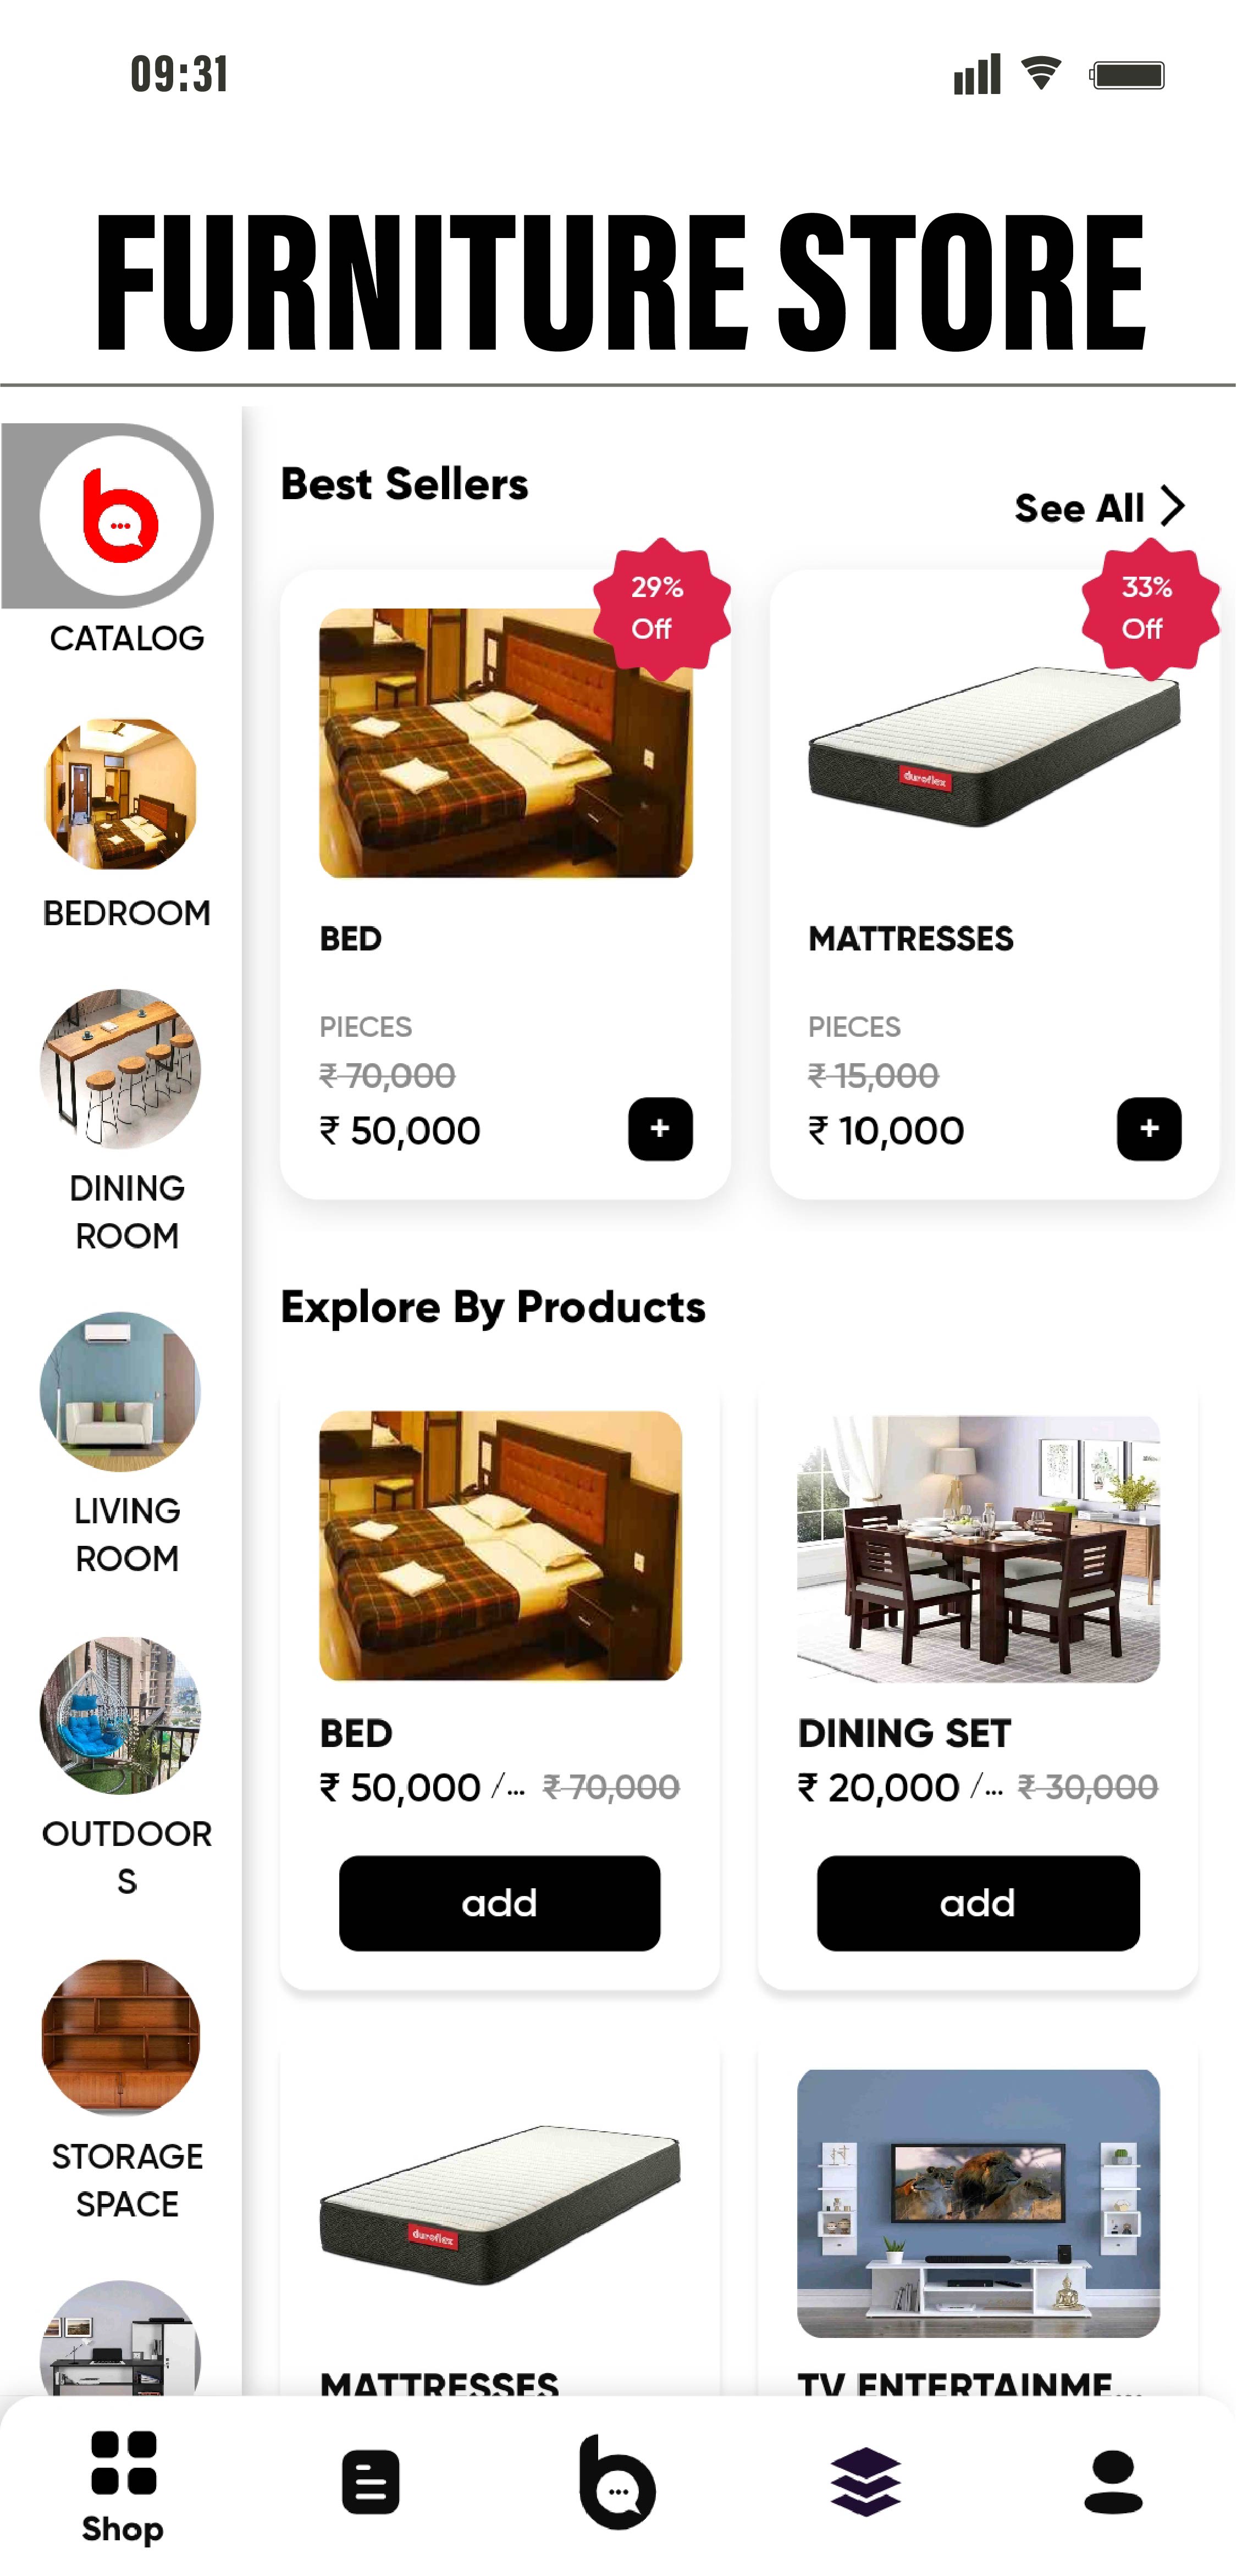 09:31
FURNITURE STORE
CATALOG
BEDROOM
DINING
ROOM
LIVING
ROOM
OUTDOOR
S
STORAGE
SPACE
Best Sellers
See All
29%
Off
BED
PIECES
₹ 70,000
₹ 50,000
+
33%
Off
duroflex
MATTRESSES
PIECES
₹ 15,000
₹ 10,000
+
Explore By Products
BED
₹ 50,000 /... ₹ 70,000
add
DINING SET
₹ 20,000 /... ₹ 30,000
add
duroflex
MATTRESSES
TV ENTERTAINME...
Shop